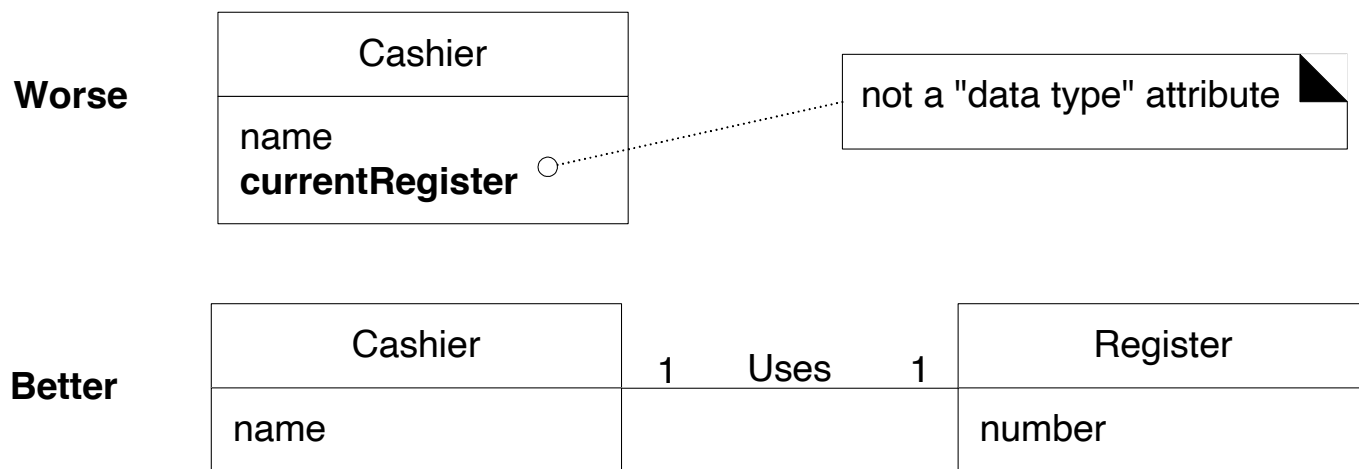 Cashier
Worse
not a "data type" attribute
name
currentRegister
Cashier
Register
1 Uses 1
Better
name
number